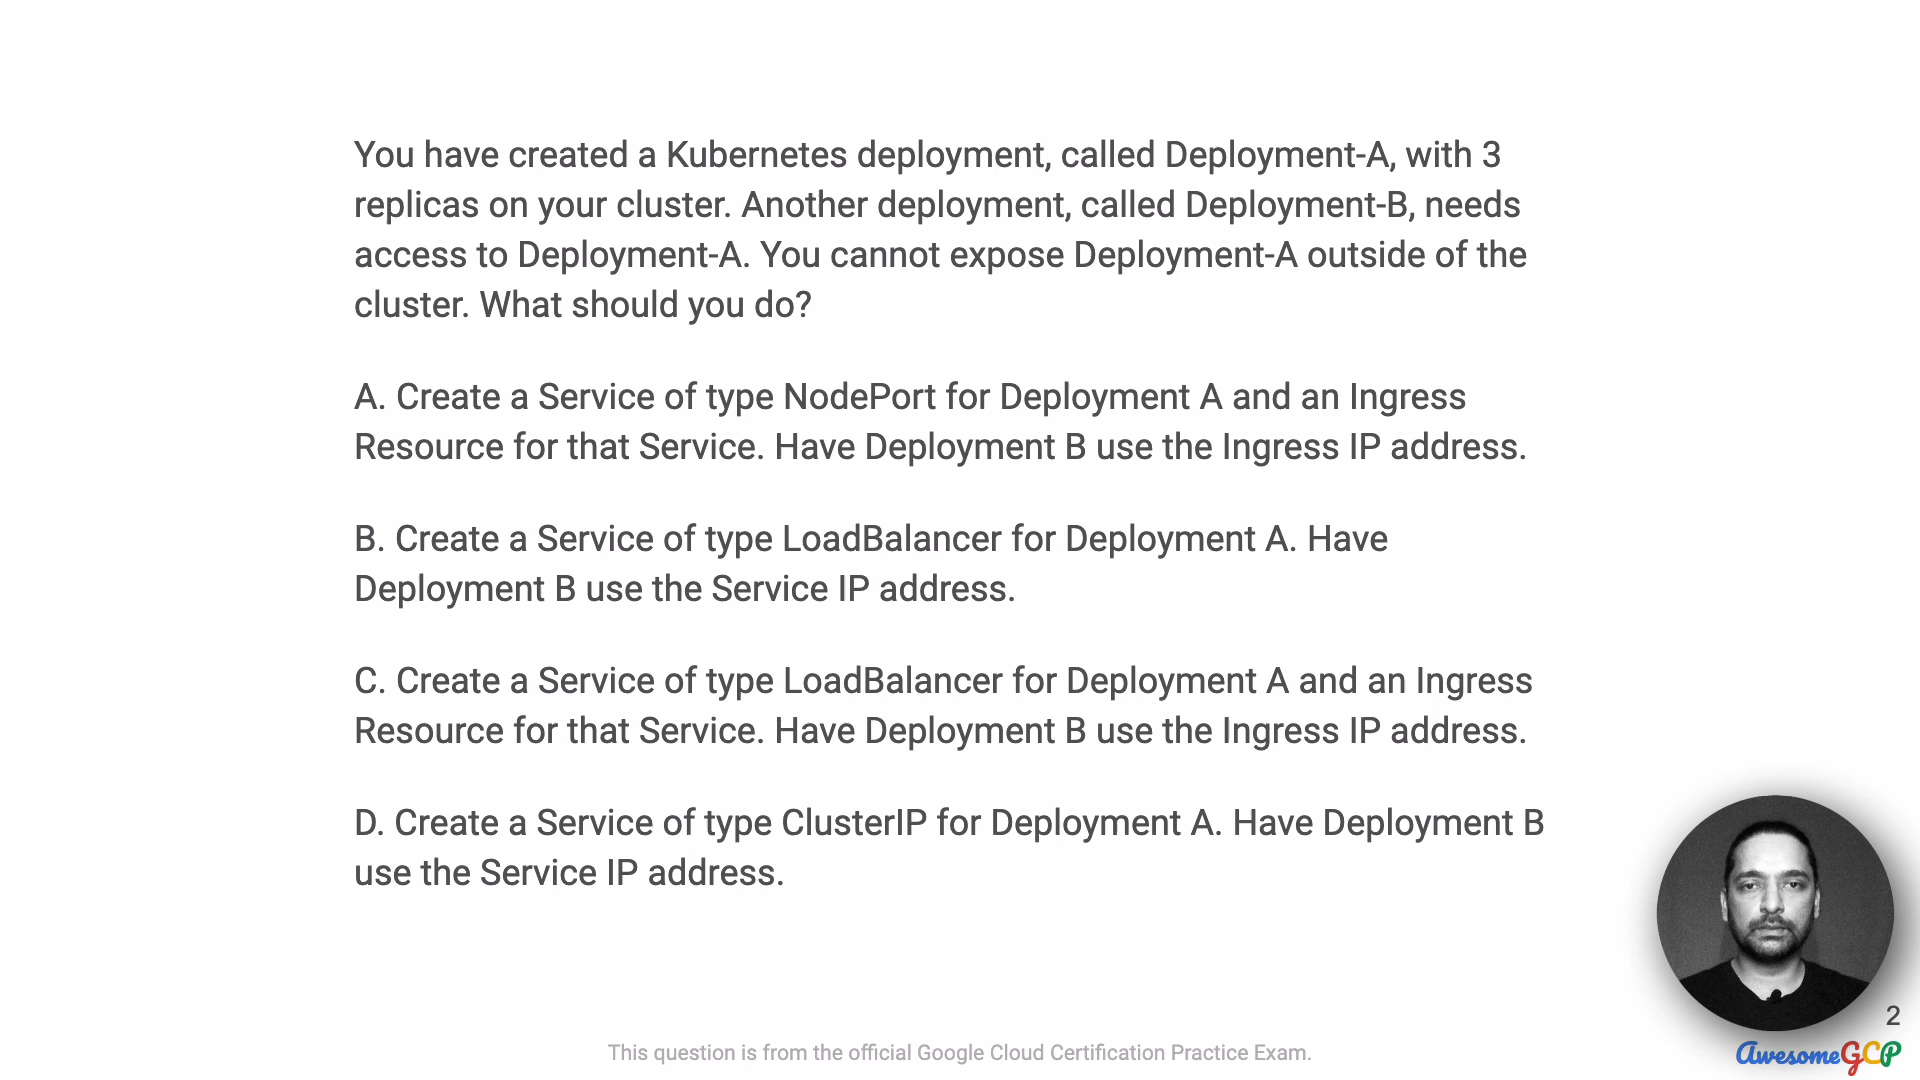 You have created a Kubernetes deployment, called Deployment-A, with 3
replicas on your cluster. Another deployment, called Deployment-B, needs
access to Deployment-A. You cannot expose Deployment-A outside of the
cluster. What should you do?
A. Create a Service of type NodePort for Deployment A and an Ingress
Resource for that Service. Have Deployment B use the Ingress IP address.
B. Create a Service of type LoadBalancer for Deployment A. Have
Deployment B use the Service IP address.
C. Create a Service of type LoadBalancer for Deployment A and an Ingress
Resource for that Service. Have Deployment B use the Ingress IP address.
D. Create a Service of type ClusterIP for Deployment A. Have Deployment B
use the Service IP address.
2
This question is from the official Google Cloud Certification Practice Exam.
AwesomeGCP